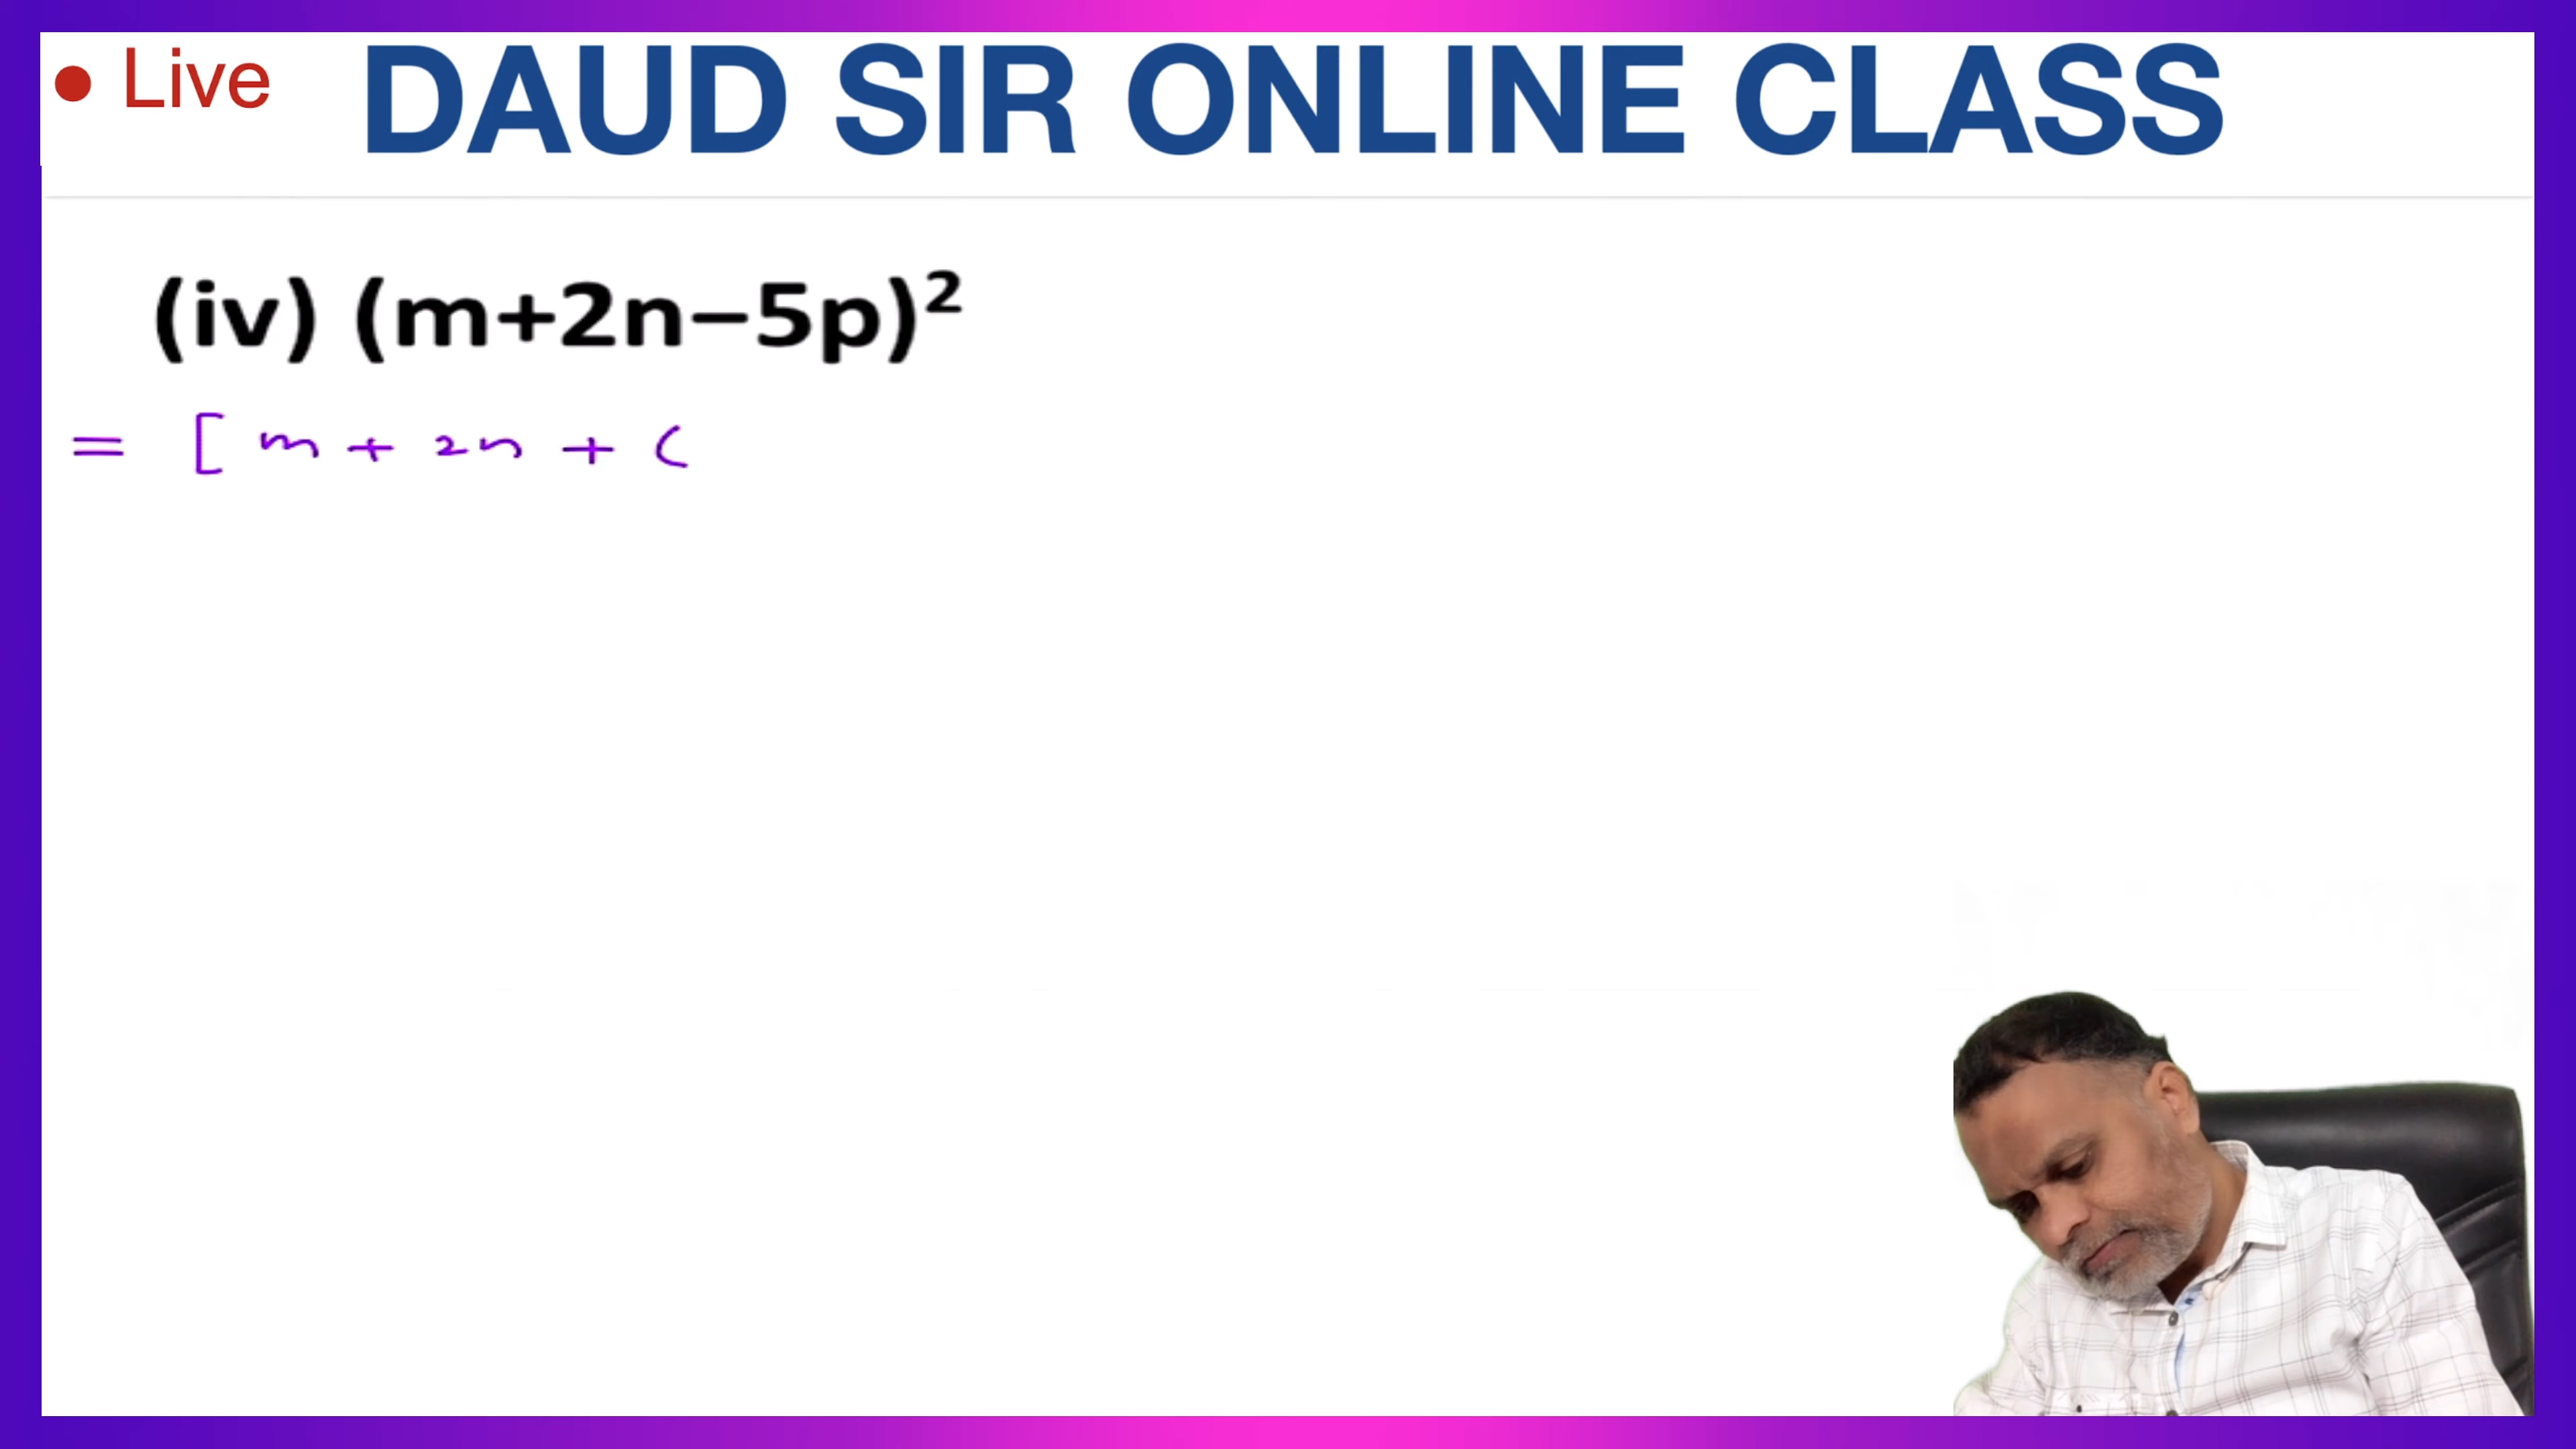 • Live DAUD SIR ONLINE CLASS
(iv) (m+2n−5p)²
= [ m + 2n + (